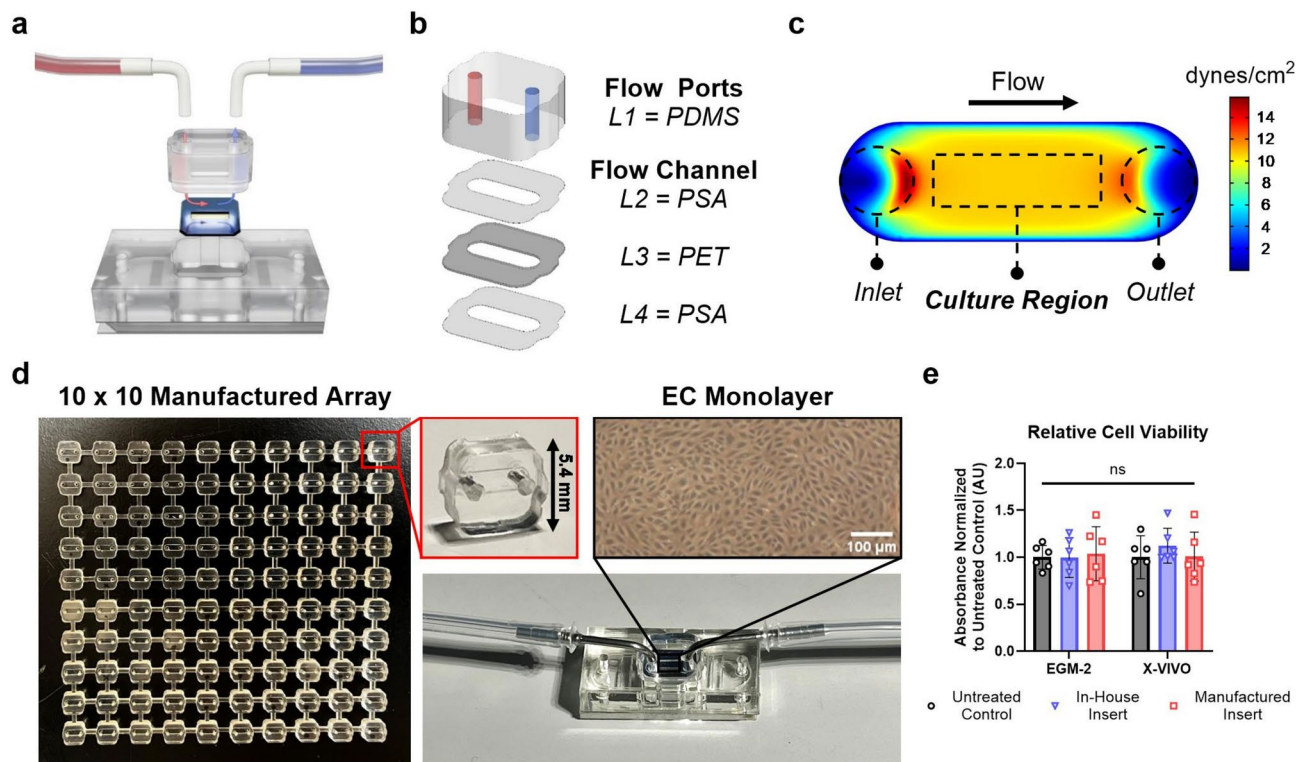 a
b
Flow Ports
L1 = PDMS
Flow Channel
L2 = PSA
L3 = PET
L4 = PSA
c
dynes/cm²
Flow
14
12
10
8
6
4
2
Inlet
Culture Region
Outlet
d
10 x 10 Manufactured Array
5.4 mm
EC Monolayer
100 µm
e
Relative Cell Viability
Absorbance Normalized
to Untreated Control (AU)
2.0
1.5
1.0
0.5
0.0
ns
EGM-2
X-VIVO
Untreated
Control
In-House
Insert
Manufactured
Insert